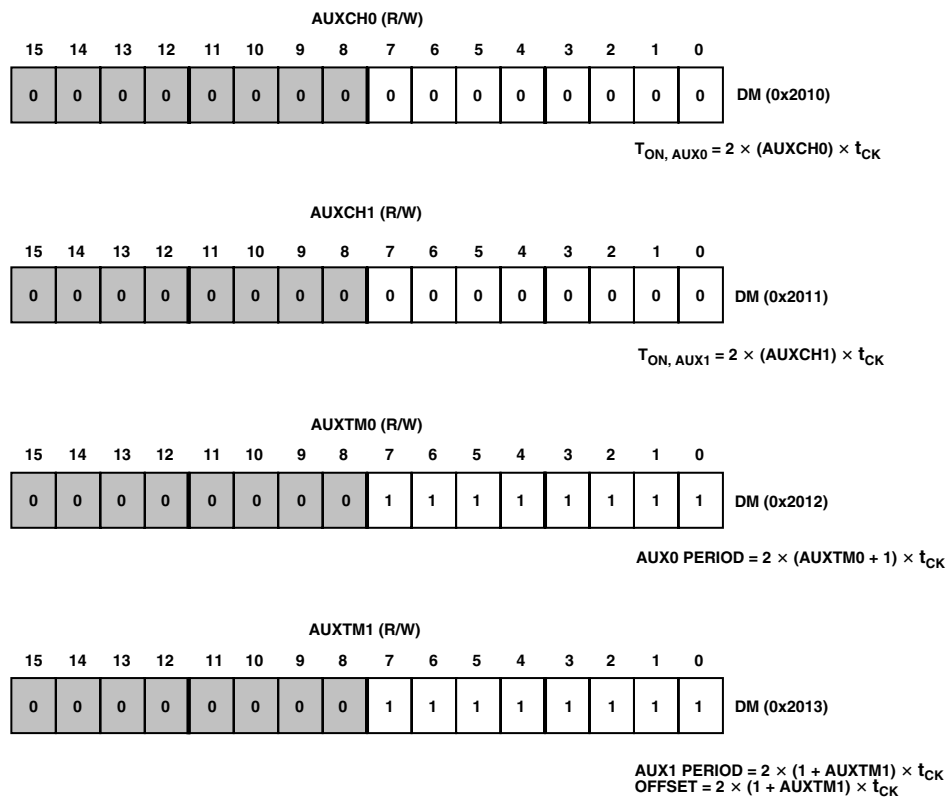 AUXCH0 (R/W)
15 14 13 12 11 10 9 8 7 6 5 4 3 2 1 0
0 0 0 0 0 0 0 0 0 0 0 0 0 0 0 0 DM (0x2010)
T_ON, AUX0 = 2 × (AUXCH0) × t_CK
AUXCH1 (R/W)
15 14 13 12 11 10 9 8 7 6 5 4 3 2 1 0
0 0 0 0 0 0 0 0 0 0 0 0 0 0 0 0 DM (0x2011)
T_ON, AUX1 = 2 × (AUXCH1) × t_CK
AUXTM0 (R/W)
15 14 13 12 11 10 9 8 7 6 5 4 3 2 1 0
0 0 0 0 0 0 0 0 1 1 1 1 1 1 1 1 DM (0x2012)
AUX0 PERIOD = 2 × (AUXTM0 + 1) × t_CK
AUXTM1 (R/W)
15 14 13 12 11 10 9 8 7 6 5 4 3 2 1 0
0 0 0 0 0 0 0 0 1 1 1 1 1 1 1 1 DM (0x2013)
AUX1 PERIOD = 2 × (1 + AUXTM1) × t_CK
OFFSET = 2 × (1 + AUXTM1) × t_CK